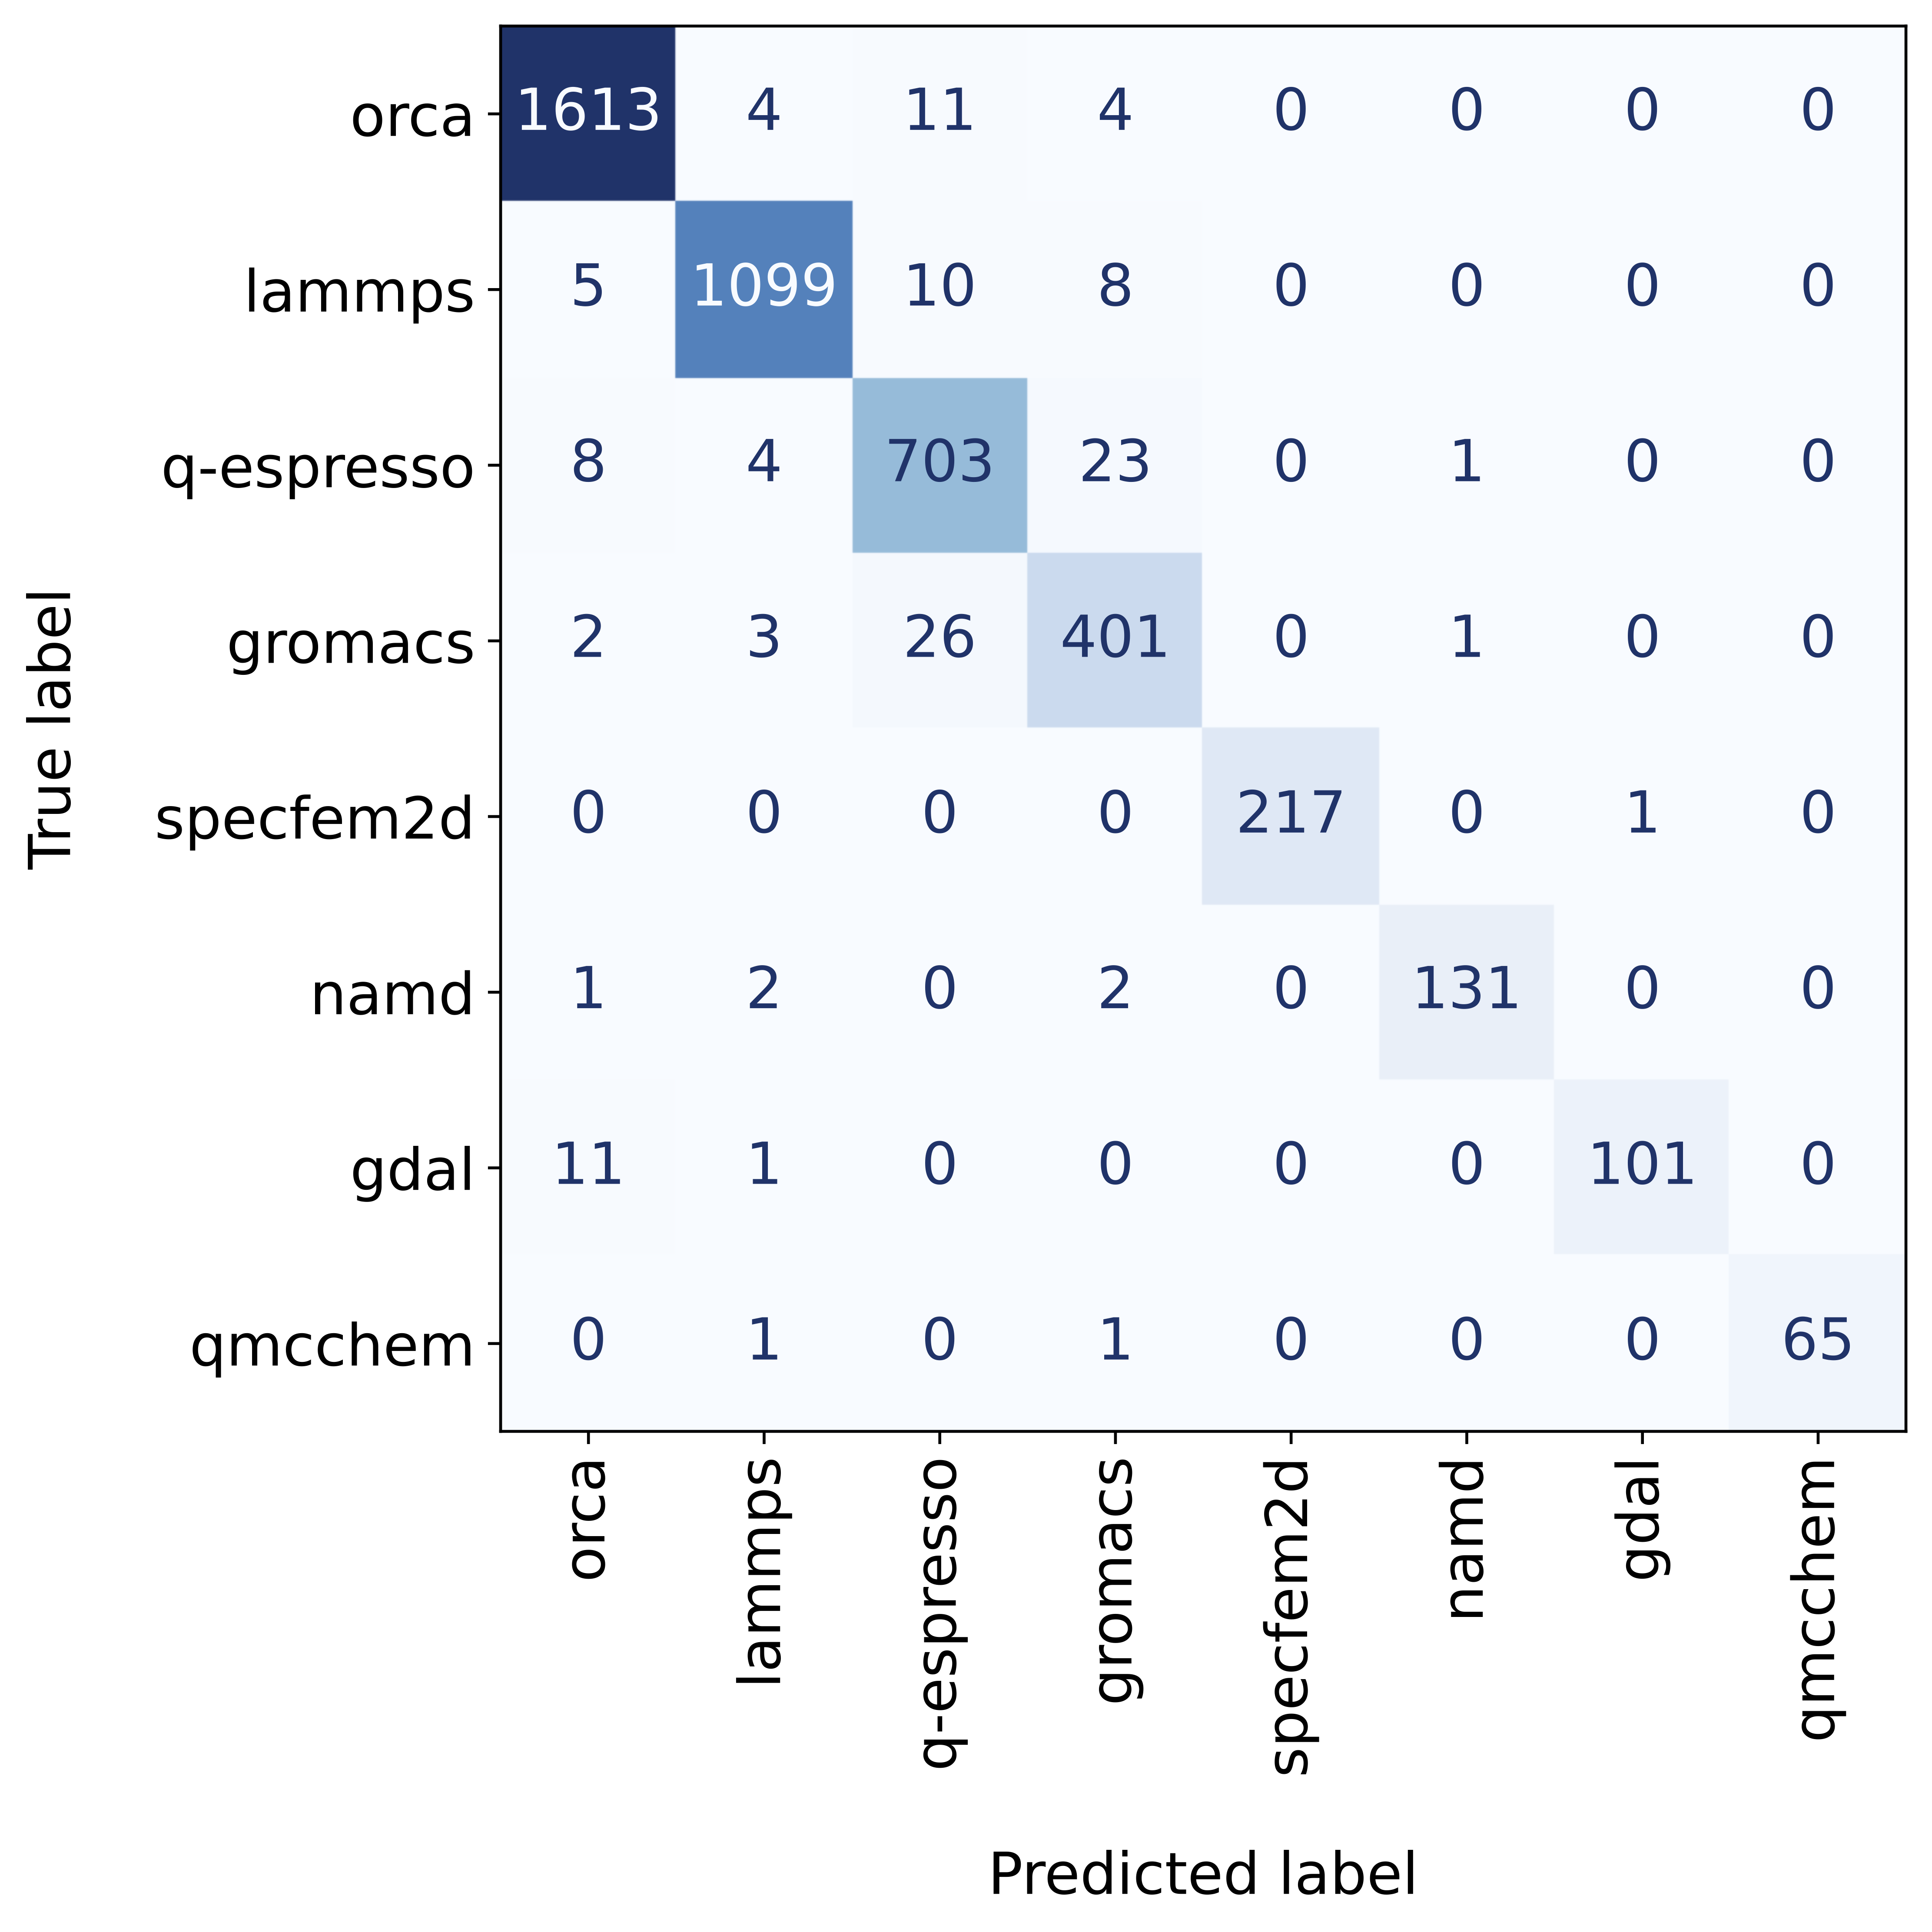 True label
orca 1613 4 11 4 0 0 0 0
lammps 5 1099 10 8 0 0 0 0
q-espresso 8 4 703 23 0 1 0 0
gromacs 2 3 26 401 0 1 0 0
specfem2d 0 0 0 0 217 0 1 0
namd 1 2 0 2 0 131 0 0
gdal 11 1 0 0 0 0 101 0
qmcchem 0 1 0 1 0 0 0 65
orca lammps q-espresso gromacs specfem2d namd gdal qmcchem
Predicted label